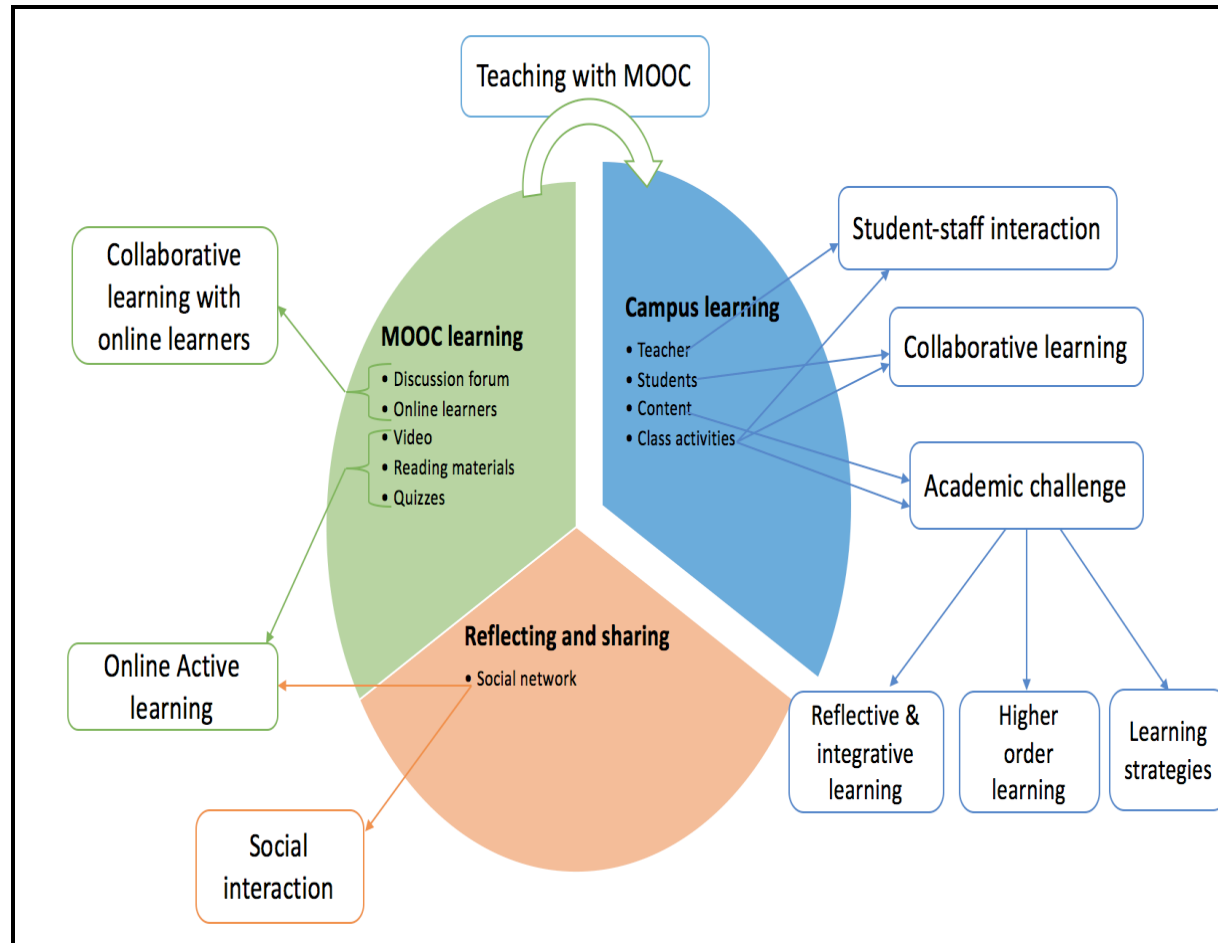 Teaching with MOOC
Collaborative
learning with
online learners
MOOC learning
• Discussion forum
• Online learners
• Video
• Reading materials
• Quizzes
Campus learning
• Teacher
• Students
• Content
• Class activities
Student-staff interaction
Collaborative learning
Academic challenge
Reflecting and sharing
• Social network
Online Active
learning
Social
interaction
Reflective &
integrative
learning
Higher
order
learning
Learning
strategies